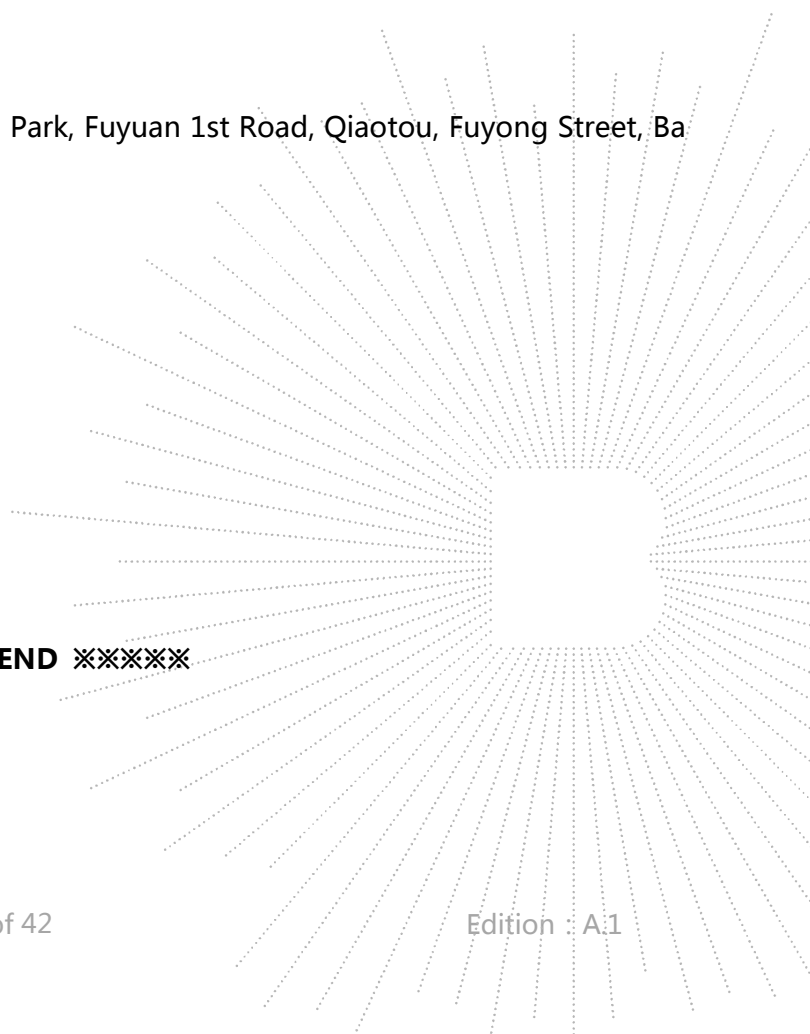 Park, Fuyuan 1st Road, Qiaotou, Fuyong Street, Ba
END ※※※※※
of 42
Edition：A.1